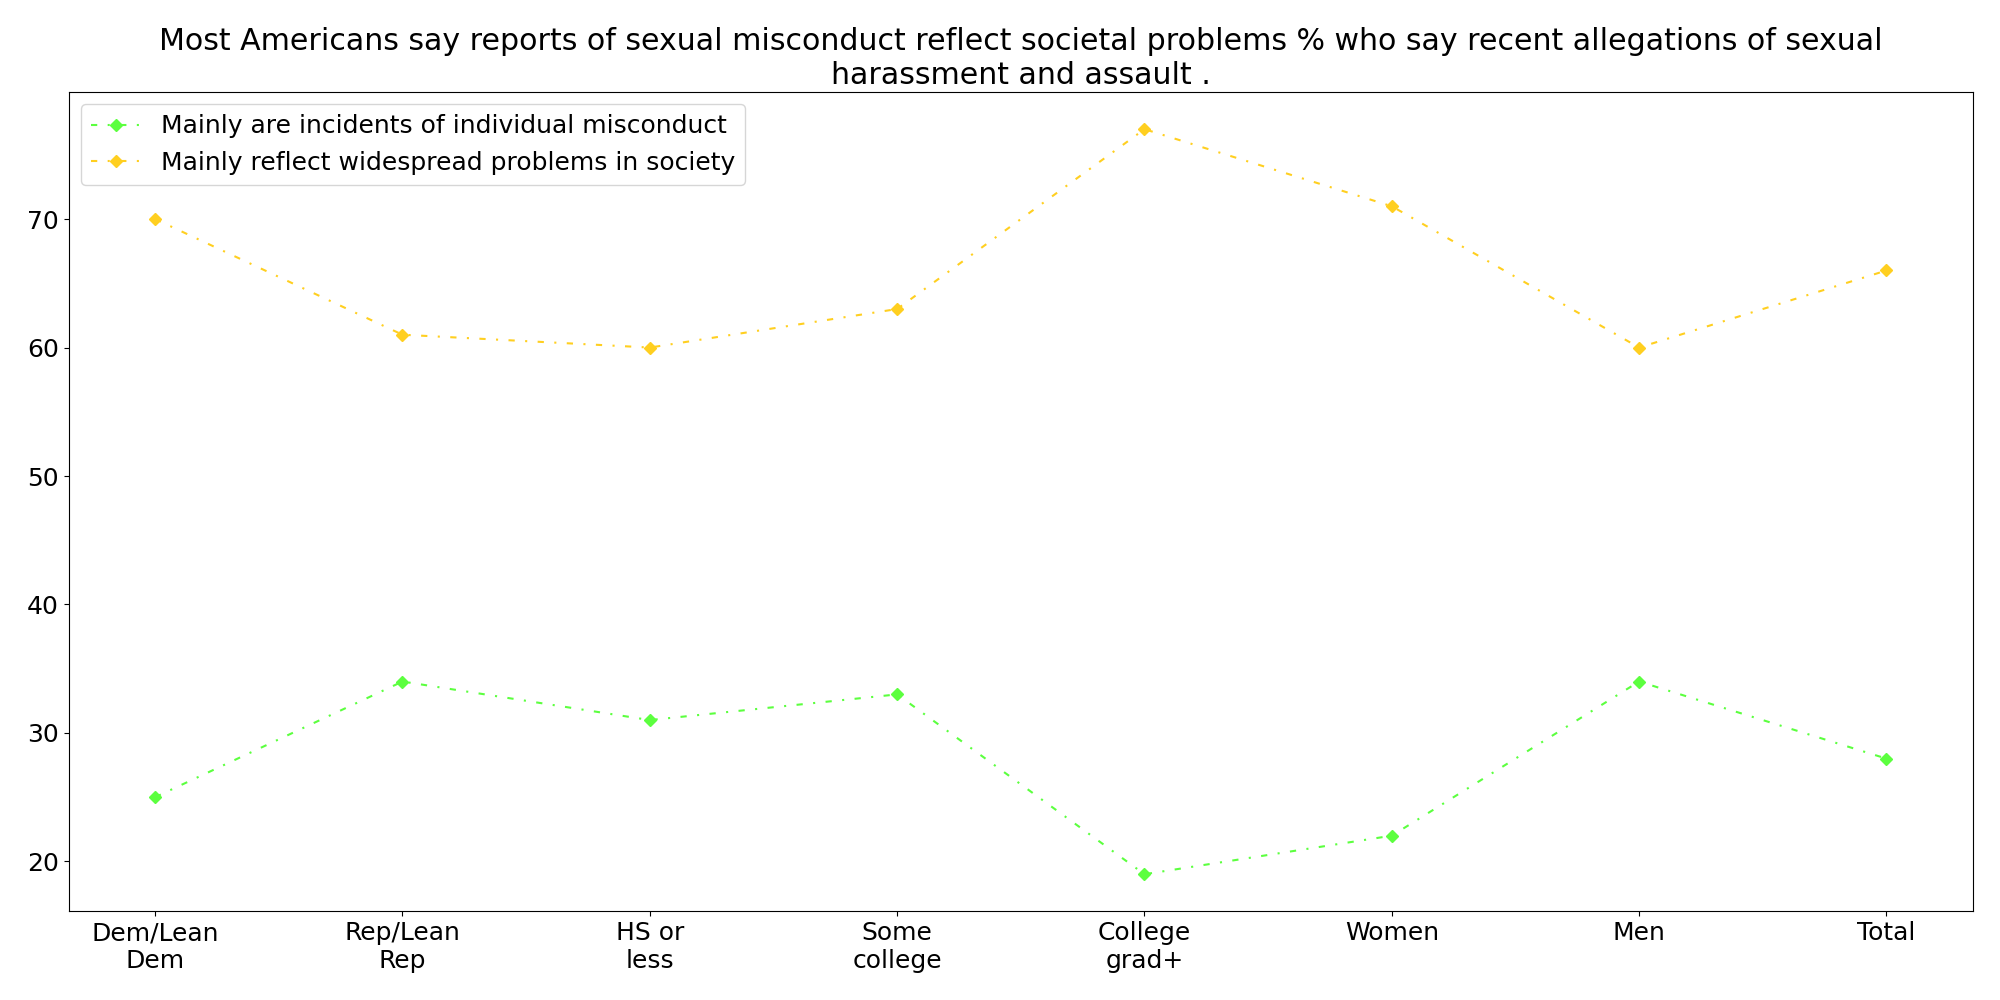 Most Americans say reports of sexual misconduct reflect societal problems % who say recent allegations of sexual
harassment and assault .
Mainly are incidents of individual misconduct
Mainly reflect widespread problems in society
70
60
50
40
30
20
Dem/Lean
Dem
Rep/Lean
Rep
HS or
less
Some
college
College
grad+
Women
Men
Total